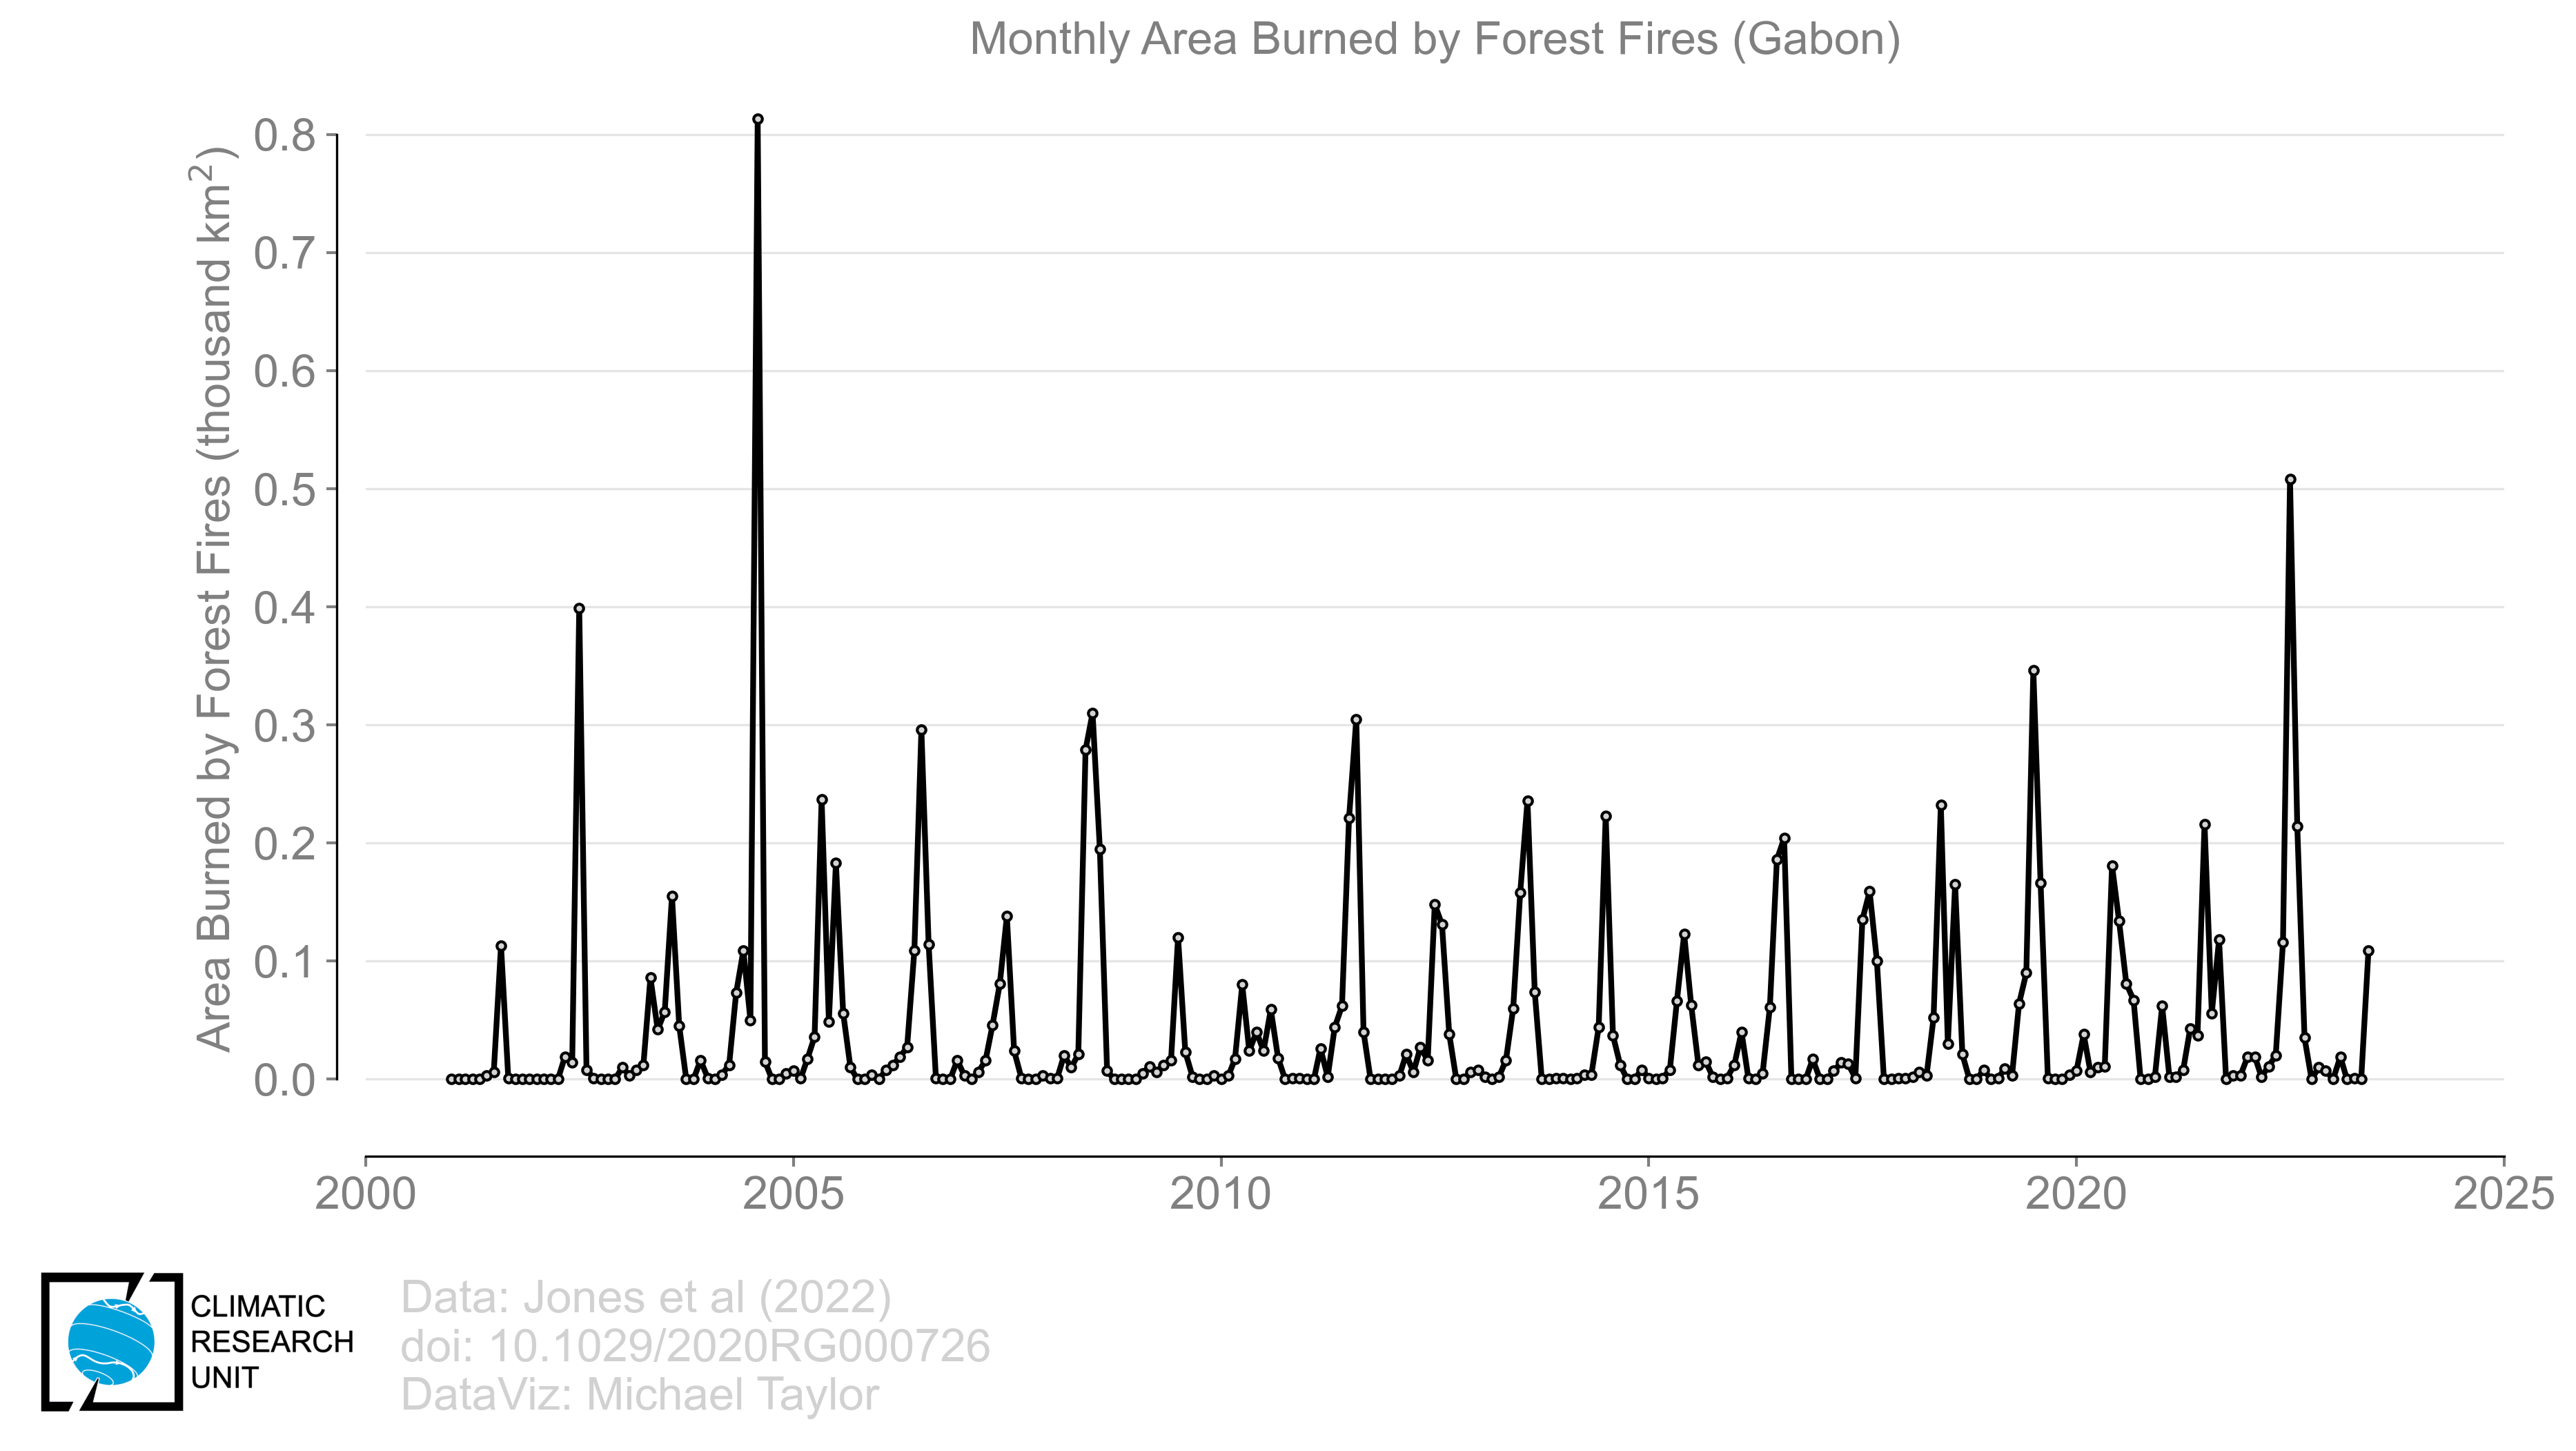 Monthly Area Burned by Forest Fires (Gabon)
Area Burned by Forest Fires (thousand km²)
0.8
0.7
0.6
0.5
0.4
0.3
0.2
0.1
0.0
2000 2005 2010 2015 2020 2025
CLIMATIC
RESEARCH
UNIT
Data: Jones et al (2022)
doi: 10.1029/2020RG000726
DataViz: Michael Taylor